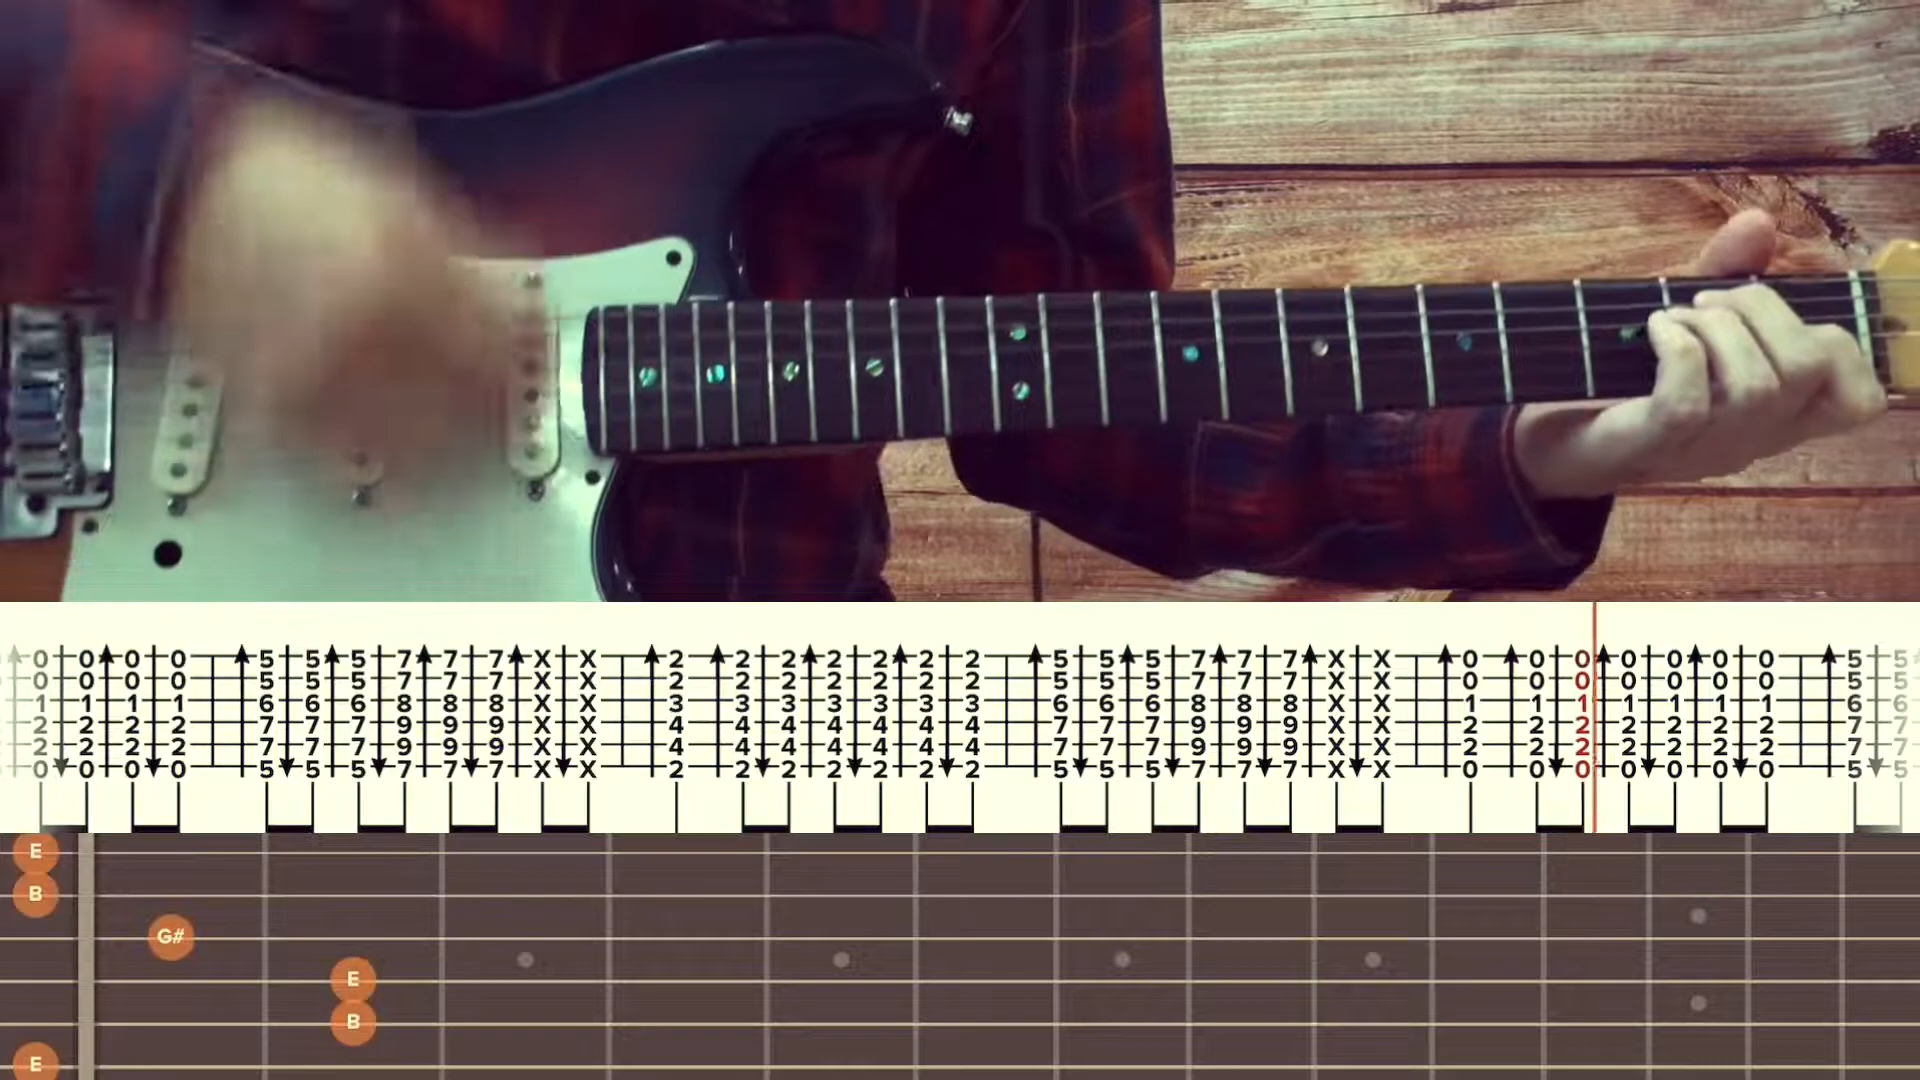 0 0 0 0 5 5 5 7 7 7 X X 2 2 2 2 2 2 2 5 5 5 7 7 7 X X 0 0 0 0 0 0 0 5 5
0 0 0 0 5 5 5 7 7 7 X X 2 2 2 2 2 2 2 5 5 5 7 7 7 X X 0 0 0 0 0 0 0 5 5
1 1 1 1 6 6 6 8 8 8 X X 3 3 3 3 3 3 3 6 6 6 8 8 8 X X 1 1 1 1 1 1 1 6 6
2 2 2 2 7 7 7 9 9 9 X X 4 4 4 4 4 4 4 7 7 7 9 9 9 X X 2 2 2 2 2 2 2 7 7
2 2 2 2 7 7 7 9 9 9 X X 4 4 4 4 4 4 4 7 7 7 9 9 9 X X 2 2 2 2 2 2 2 7 7
0 0 0 0 5 5 5 7 7 7 X X 2 2 2 2 2 2 2 5 5 5 7 7 7 X X 0 0 0 0 0 0 0 5 5
E
B
G#
E
B
E